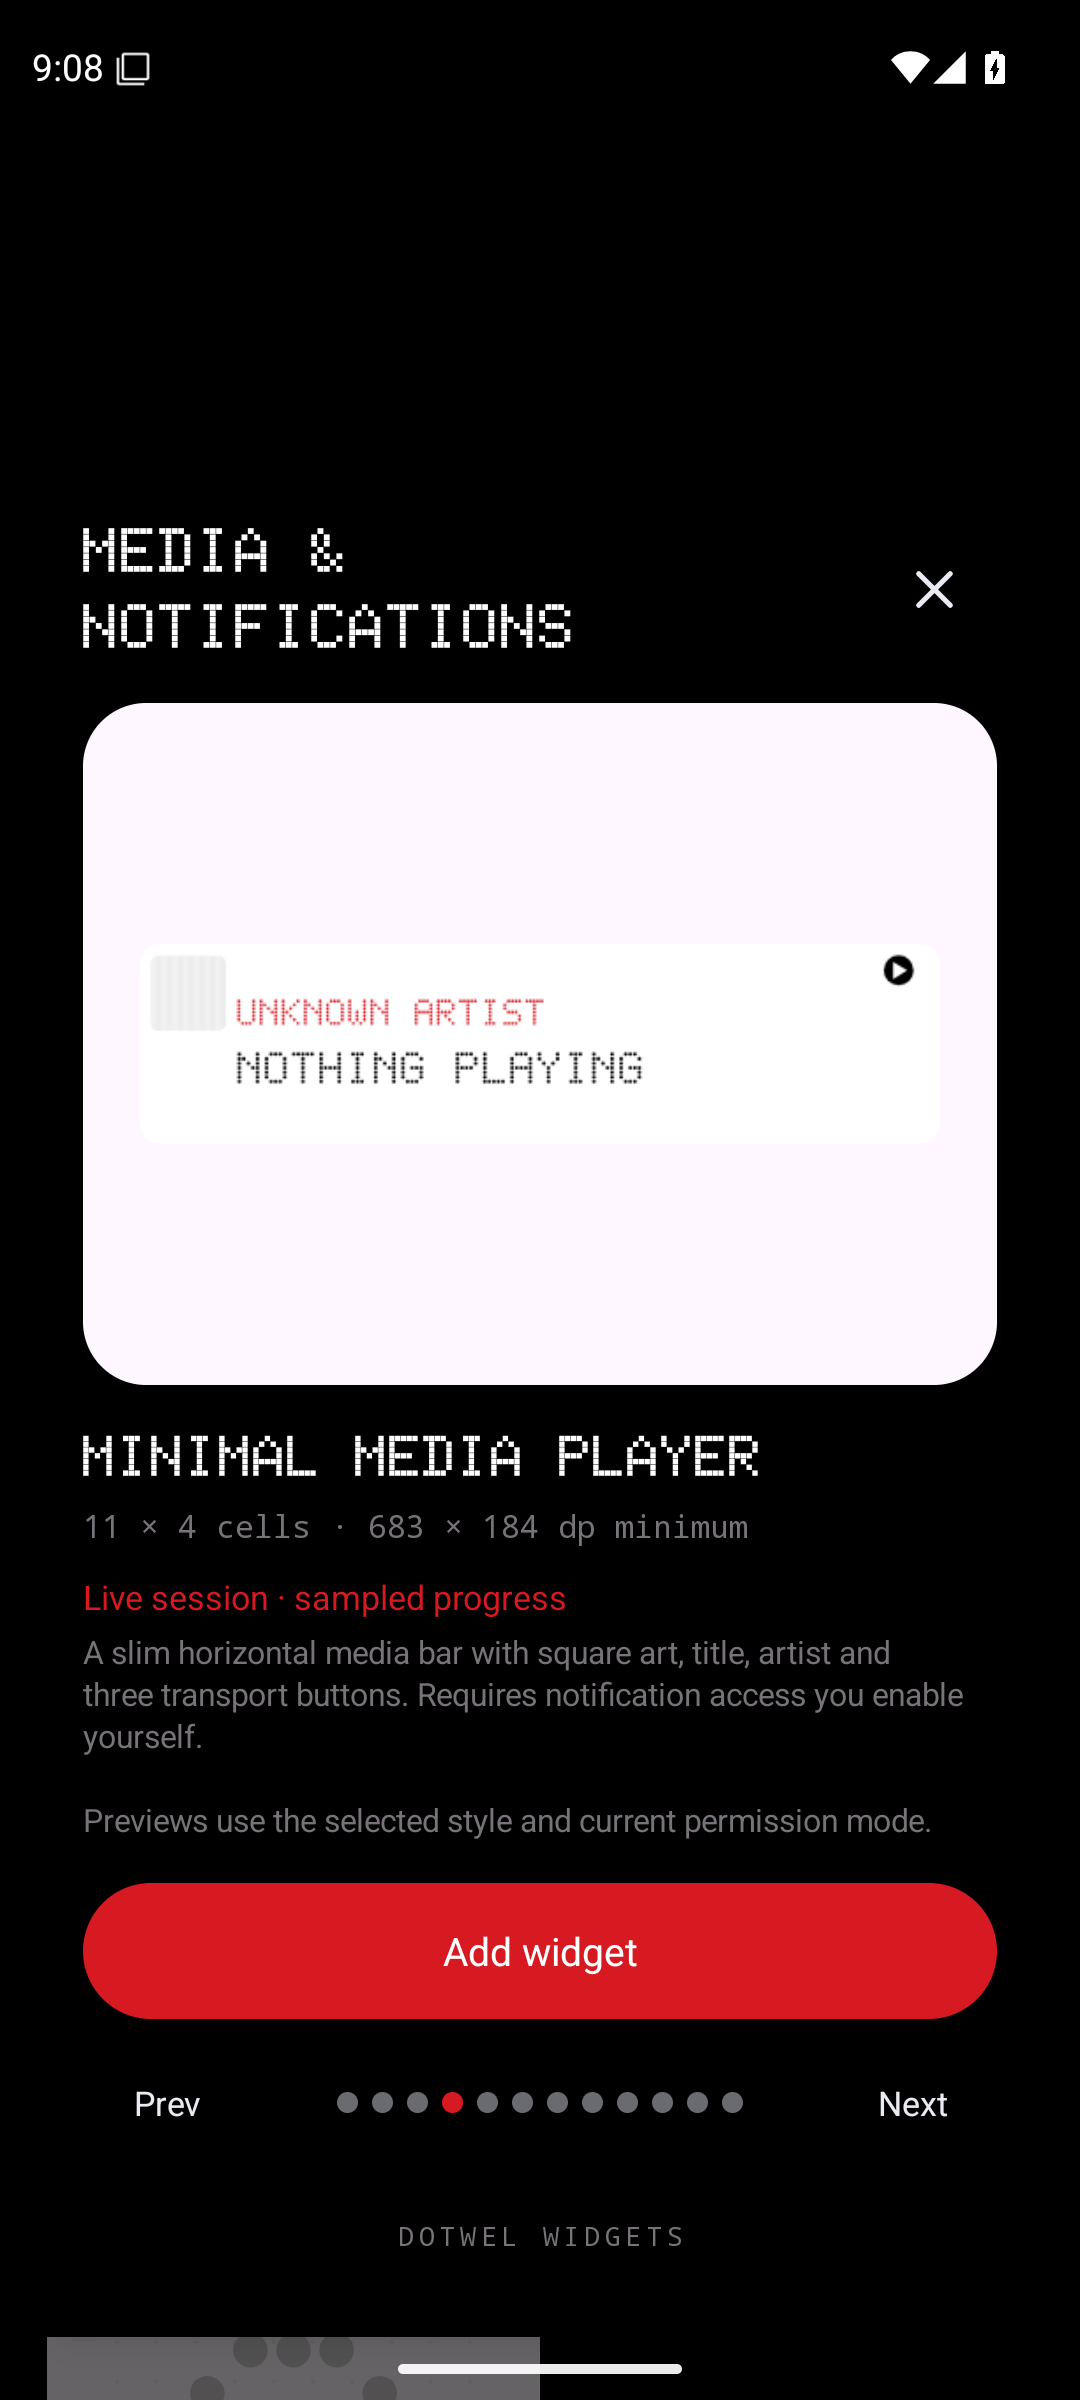 9:08
MEDIA &
NOTIFICATIONS
UNKNOWN ARTIST
NOTHING PLAYING
MINIMAL MEDIA PLAYER
11 × 4 cells · 683 × 184 dp minimum
Live session · sampled progress
A slim horizontal media bar with square art, title, artist and
three transport buttons. Requires notification access you enable
yourself.
Previews use the selected style and current permission mode.
Add widget
Prev
Next
DOTWEL WIDGETS